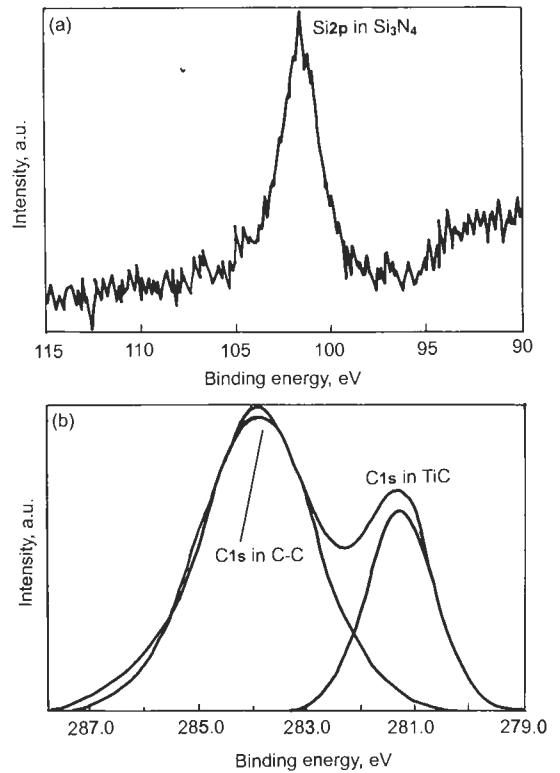 (a)
Si2p in Si₃N₄
Intensity, a.u.
115 110 105 100 95 90
Binding energy, eV
(b)
C1s in TiC
C1s in C-C
Intensity, a.u.
287.0 285.0 283.0 281.0 279.0
Binding energy, eV